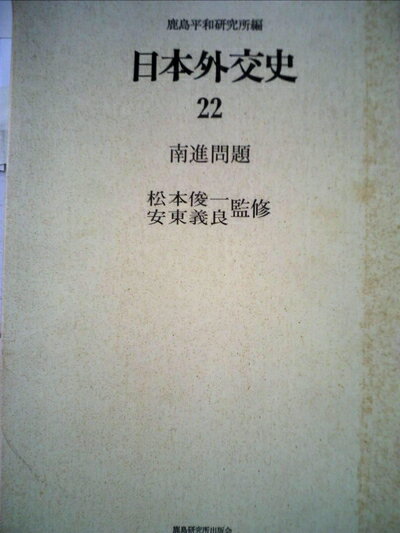 鹿島平和研究所編
日本外交史
22
南進問題
松本俊一
安東義良監修
鹿島研究所出版会